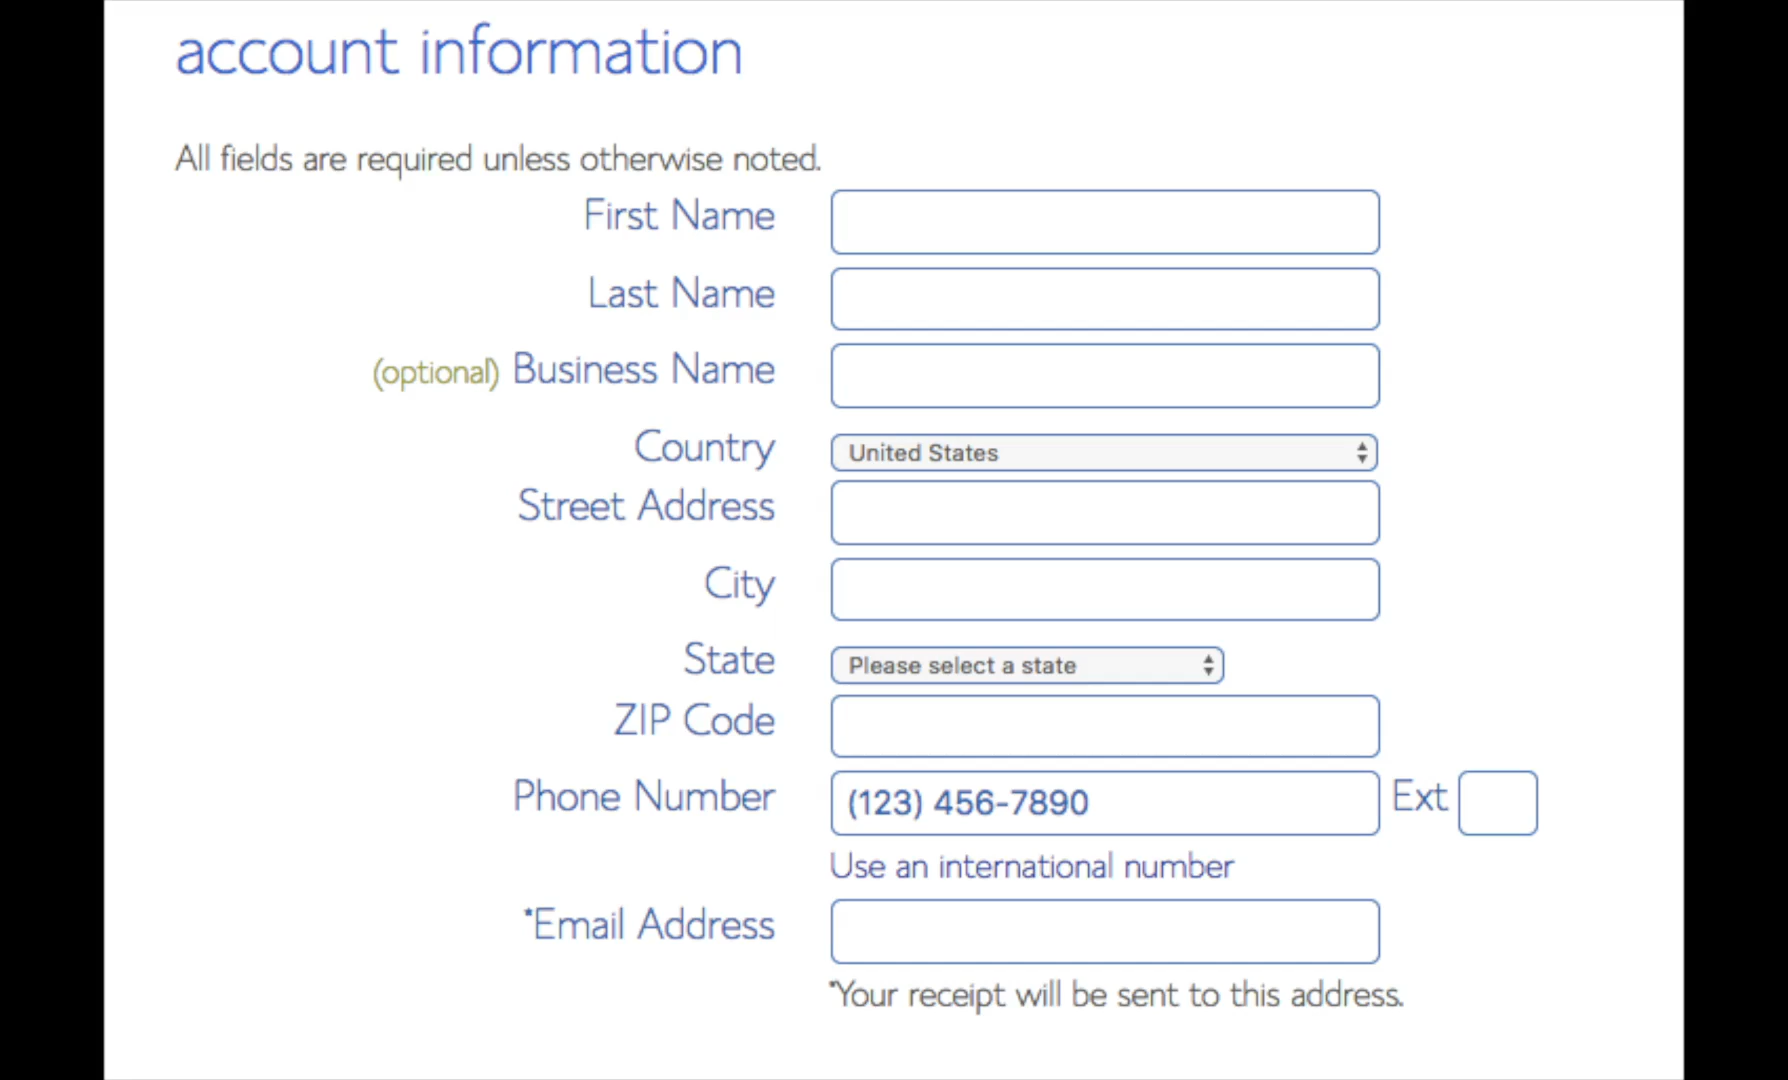 account information
All fields are required unless otherwise noted.
First Name
Last Name
(optional) Business Name
Country United States
Street Address
City
State Please select a state
ZIP Code
Phone Number (123) 456-7890 Ext
Use an international number
*Email Address
*Your receipt will be sent to this address.